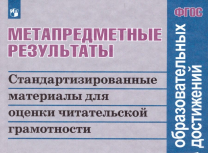 ФГОС
МЕТАПРЕДМЕТНЫЕ
РЕЗУЛЬТАТЫ
Стандартизированные
материалы для
оценки читательской
грамотности
образовательных
достижений